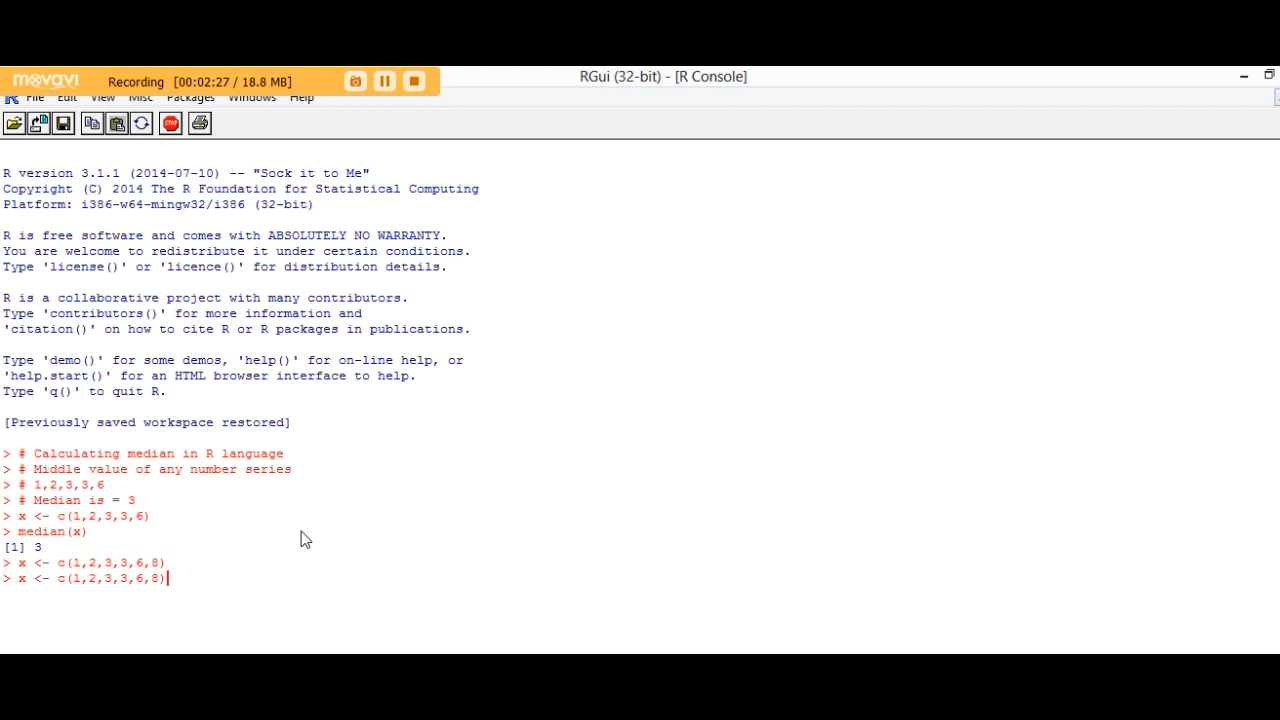 movavi
Recording [00:02:27 / 18.8 MB]
RGui (32-bit) - [R Console]
File Edit View Misc Packages Windows Help
STOP
R version 3.1.1 (2014-07-10) -- "Sock it to Me"
Copyright (C) 2014 The R Foundation for Statistical Computing
Platform: i386-w64-mingw32/i386 (32-bit)
R is free software and comes with ABSOLUTELY NO WARRANTY.
You are welcome to redistribute it under certain conditions.
Type 'license()' or 'licence()' for distribution details.
R is a collaborative project with many contributors.
Type 'contributors()' for more information and
'citation()' on how to cite R or R packages in publications.
Type 'demo()' for some demos, 'help()' for on-line help, or
'help.start()' for an HTML browser interface to help.
Type 'q()' to quit R.
[Previously saved workspace restored]
> # Calculating median in R language
> # Middle value of any number series
> # 1,2,3,3,6
> # Median is = 3
> x <- c(1,2,3,3,6)
> median(x)
[1] 3
> x <- c(1,2,3,3,6,8)
> x <- c(1,2,3,3,6,8)